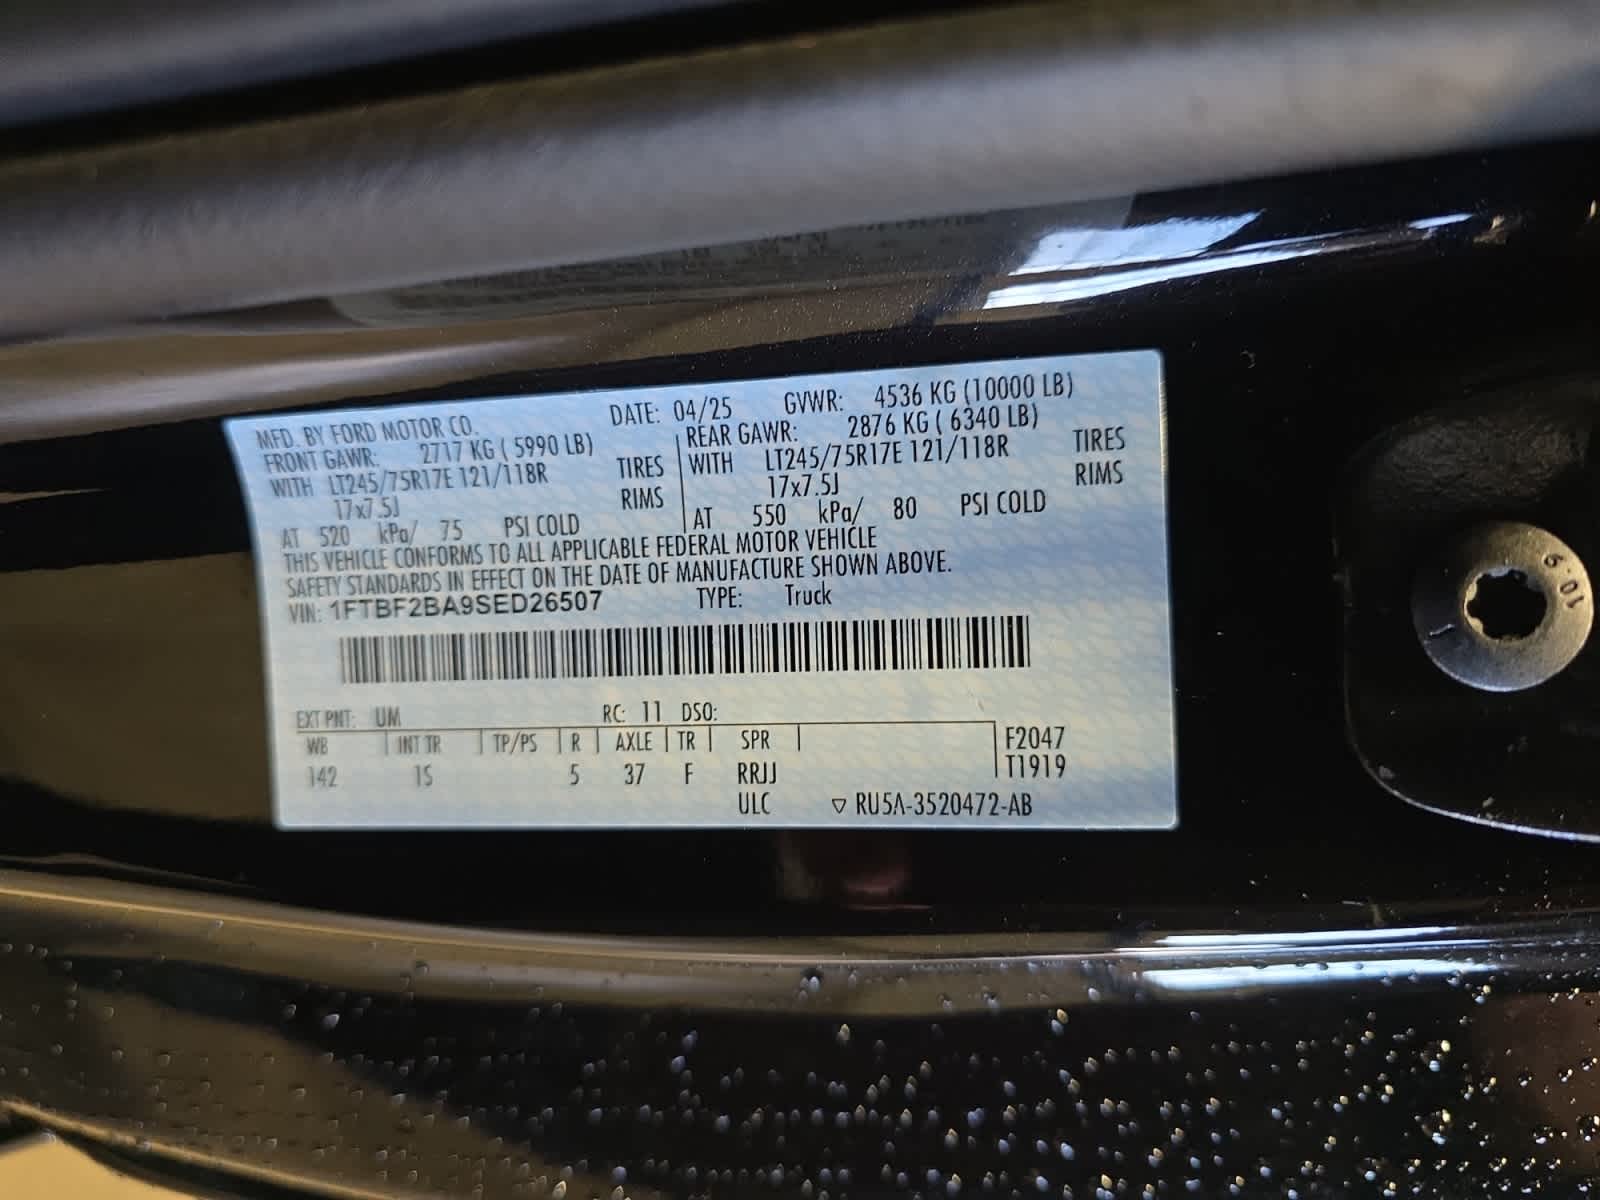 MFD. BY FORD MOTOR CO. DATE: 04/25 GVWR: 4536 KG (10000 LB)
FRONT GAWR: 2717 KG ( 5990 LB) REAR GAWR: 2876 KG ( 6340 LB)
WITH LT245/75R17E 121/118R TIRES WITH LT245/75R17E 121/118R TIRES
17x7.5J RIMS 17x7.5J RIMS
AT 520 kPa/ 75 PSI COLD AT 550 kPa/ 80 PSI COLD
THIS VEHICLE CONFORMS TO ALL APPLICABLE FEDERAL MOTOR VEHICLE
SAFETY STANDARDS IN EFFECT ON THE DATE OF MANUFACTURE SHOWN ABOVE.
VIN: 1FTBF2BA9SED26507 TYPE: Truck
EXT PNT: UM RC: 11 DSO:
WB INT TR TP/PS R AXLE TR SPR F2047
142 1S 5 37 F RRJJ T1919
ULC ▽ RU5A-3520472-AB
10.9